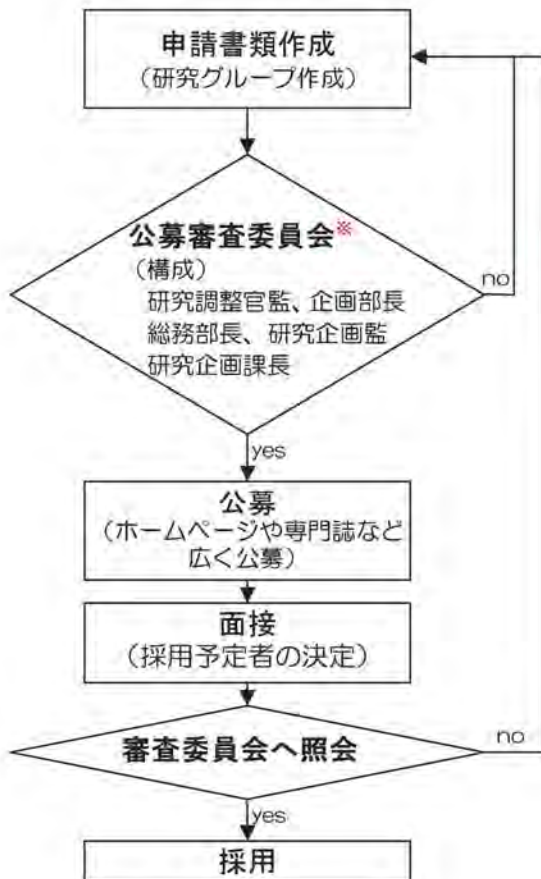 申請書類作成
（研究グループ作成）
公募審査委員会※
（構成）
研究調整官監、企画部長
総務部長、研究企画監
研究企画課長
no
yes
公募
（ホームページや専門誌など
広く公募）
面接
（採用予定者の決定）
審査委員会へ照会
no
yes
採用